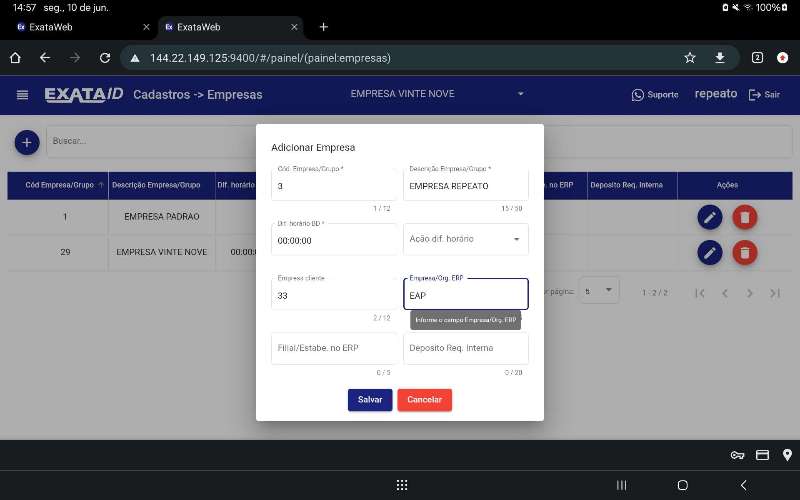 14:57 seg., 10 de jun. 100%
ExataWeb ExataWeb
144.22.149.125:9400/#/painel/(painel:empresas) 2
EXATAID Cadastros -> Empresas EMPRESA VINTE NOVE Suporte repeato Sair
Buscar...
Cód Empresa/Grupo Descrição Empresa/Grupo Dif. horário no ERP Deposito Req. Interna Ações
1 EMPRESA PADRAO
29 EMPRESA VINTE NOVE 00:00:
página: 5 1 - 2 / 2
Adicionar Empresa
Cód. Empresa/Grupo * Descrição Empresa/Grupo *
3 EMPRESA REPEATO
1 / 12 15 / 50
Dif. horário BD *
00:00:00 Ação dif. horário
Empresa cliente Empresa/Org. ERP
33 EAP
2 / 12
Informe o campo Empresa/Org. ERP
Filial/Estabe. no ERP Deposito Req. Interna
0 / 5 0 / 20
Salvar Cancelar